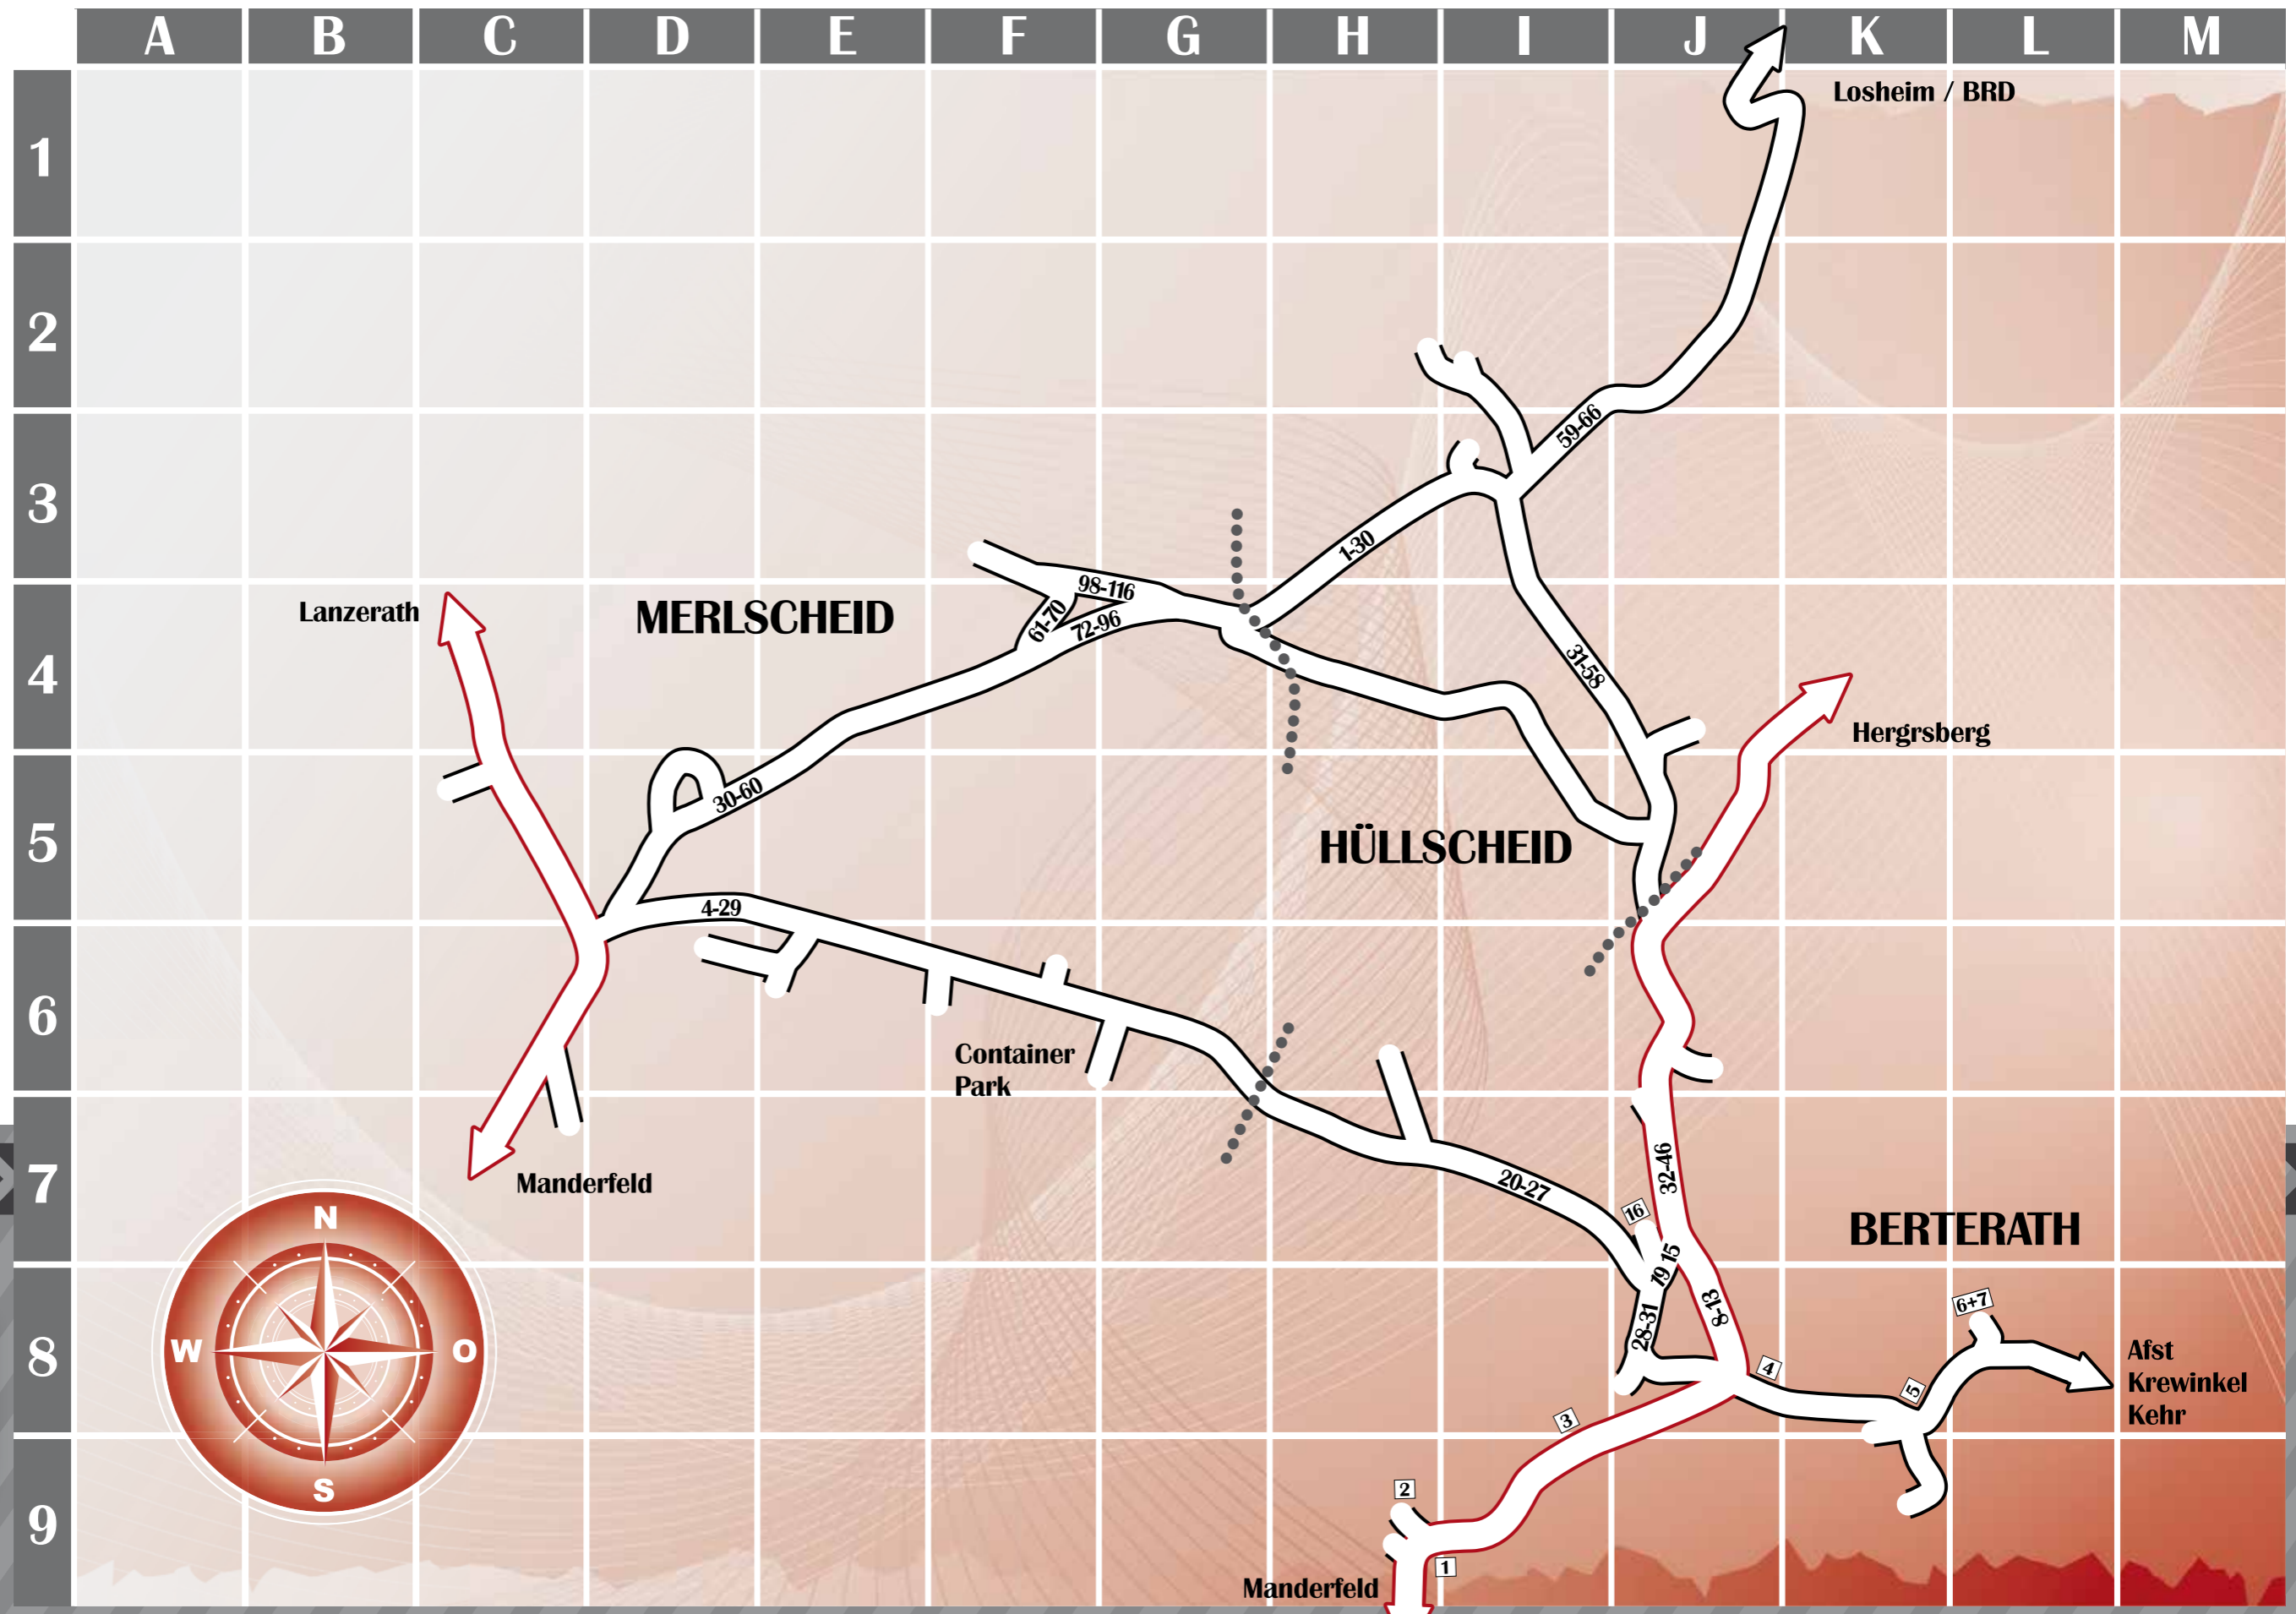 A B C D E F G H I J K L M
1
Losheim / BRD
2
59-66
3
1-30
98-116
Lanzerath
MERLSCHEID
61-70
72-96
4
31-58
Hergrsberg
30-60
5
HÜLLSCHEID
4-29
6
Container
Park
7
Manderfeld
20-27
32-46
16
BERTERATH
N
W
O
S
19 15
8-13
28-31
6+7
8
4
5
Afst
Krewinkel
Kehr
3
9
2
1
Manderfeld